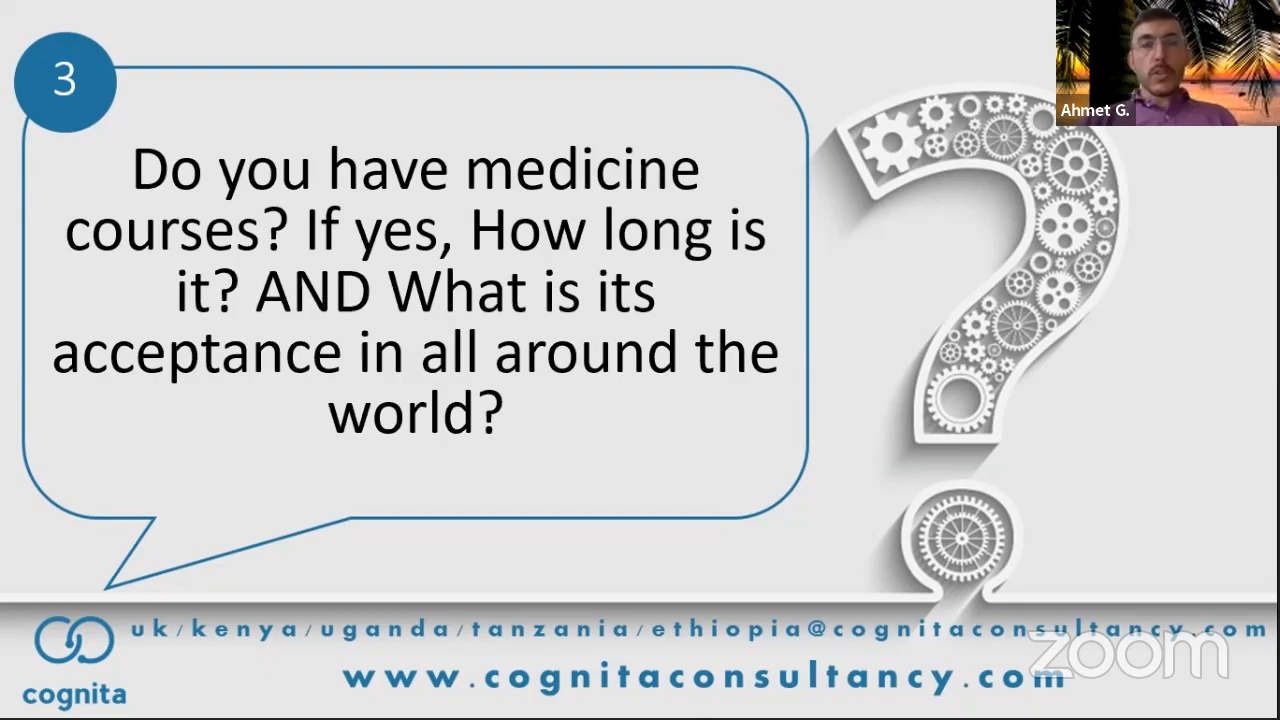 3
Ahmet G.
Do you have medicine
courses? If yes, How long is
it? AND What is its
acceptance in all around the
world?
uk/kenya/uganda/tanzania/ethiopia@cognitaconsultancy.com
cognita
www.cognitaconsultancy.com
zoom